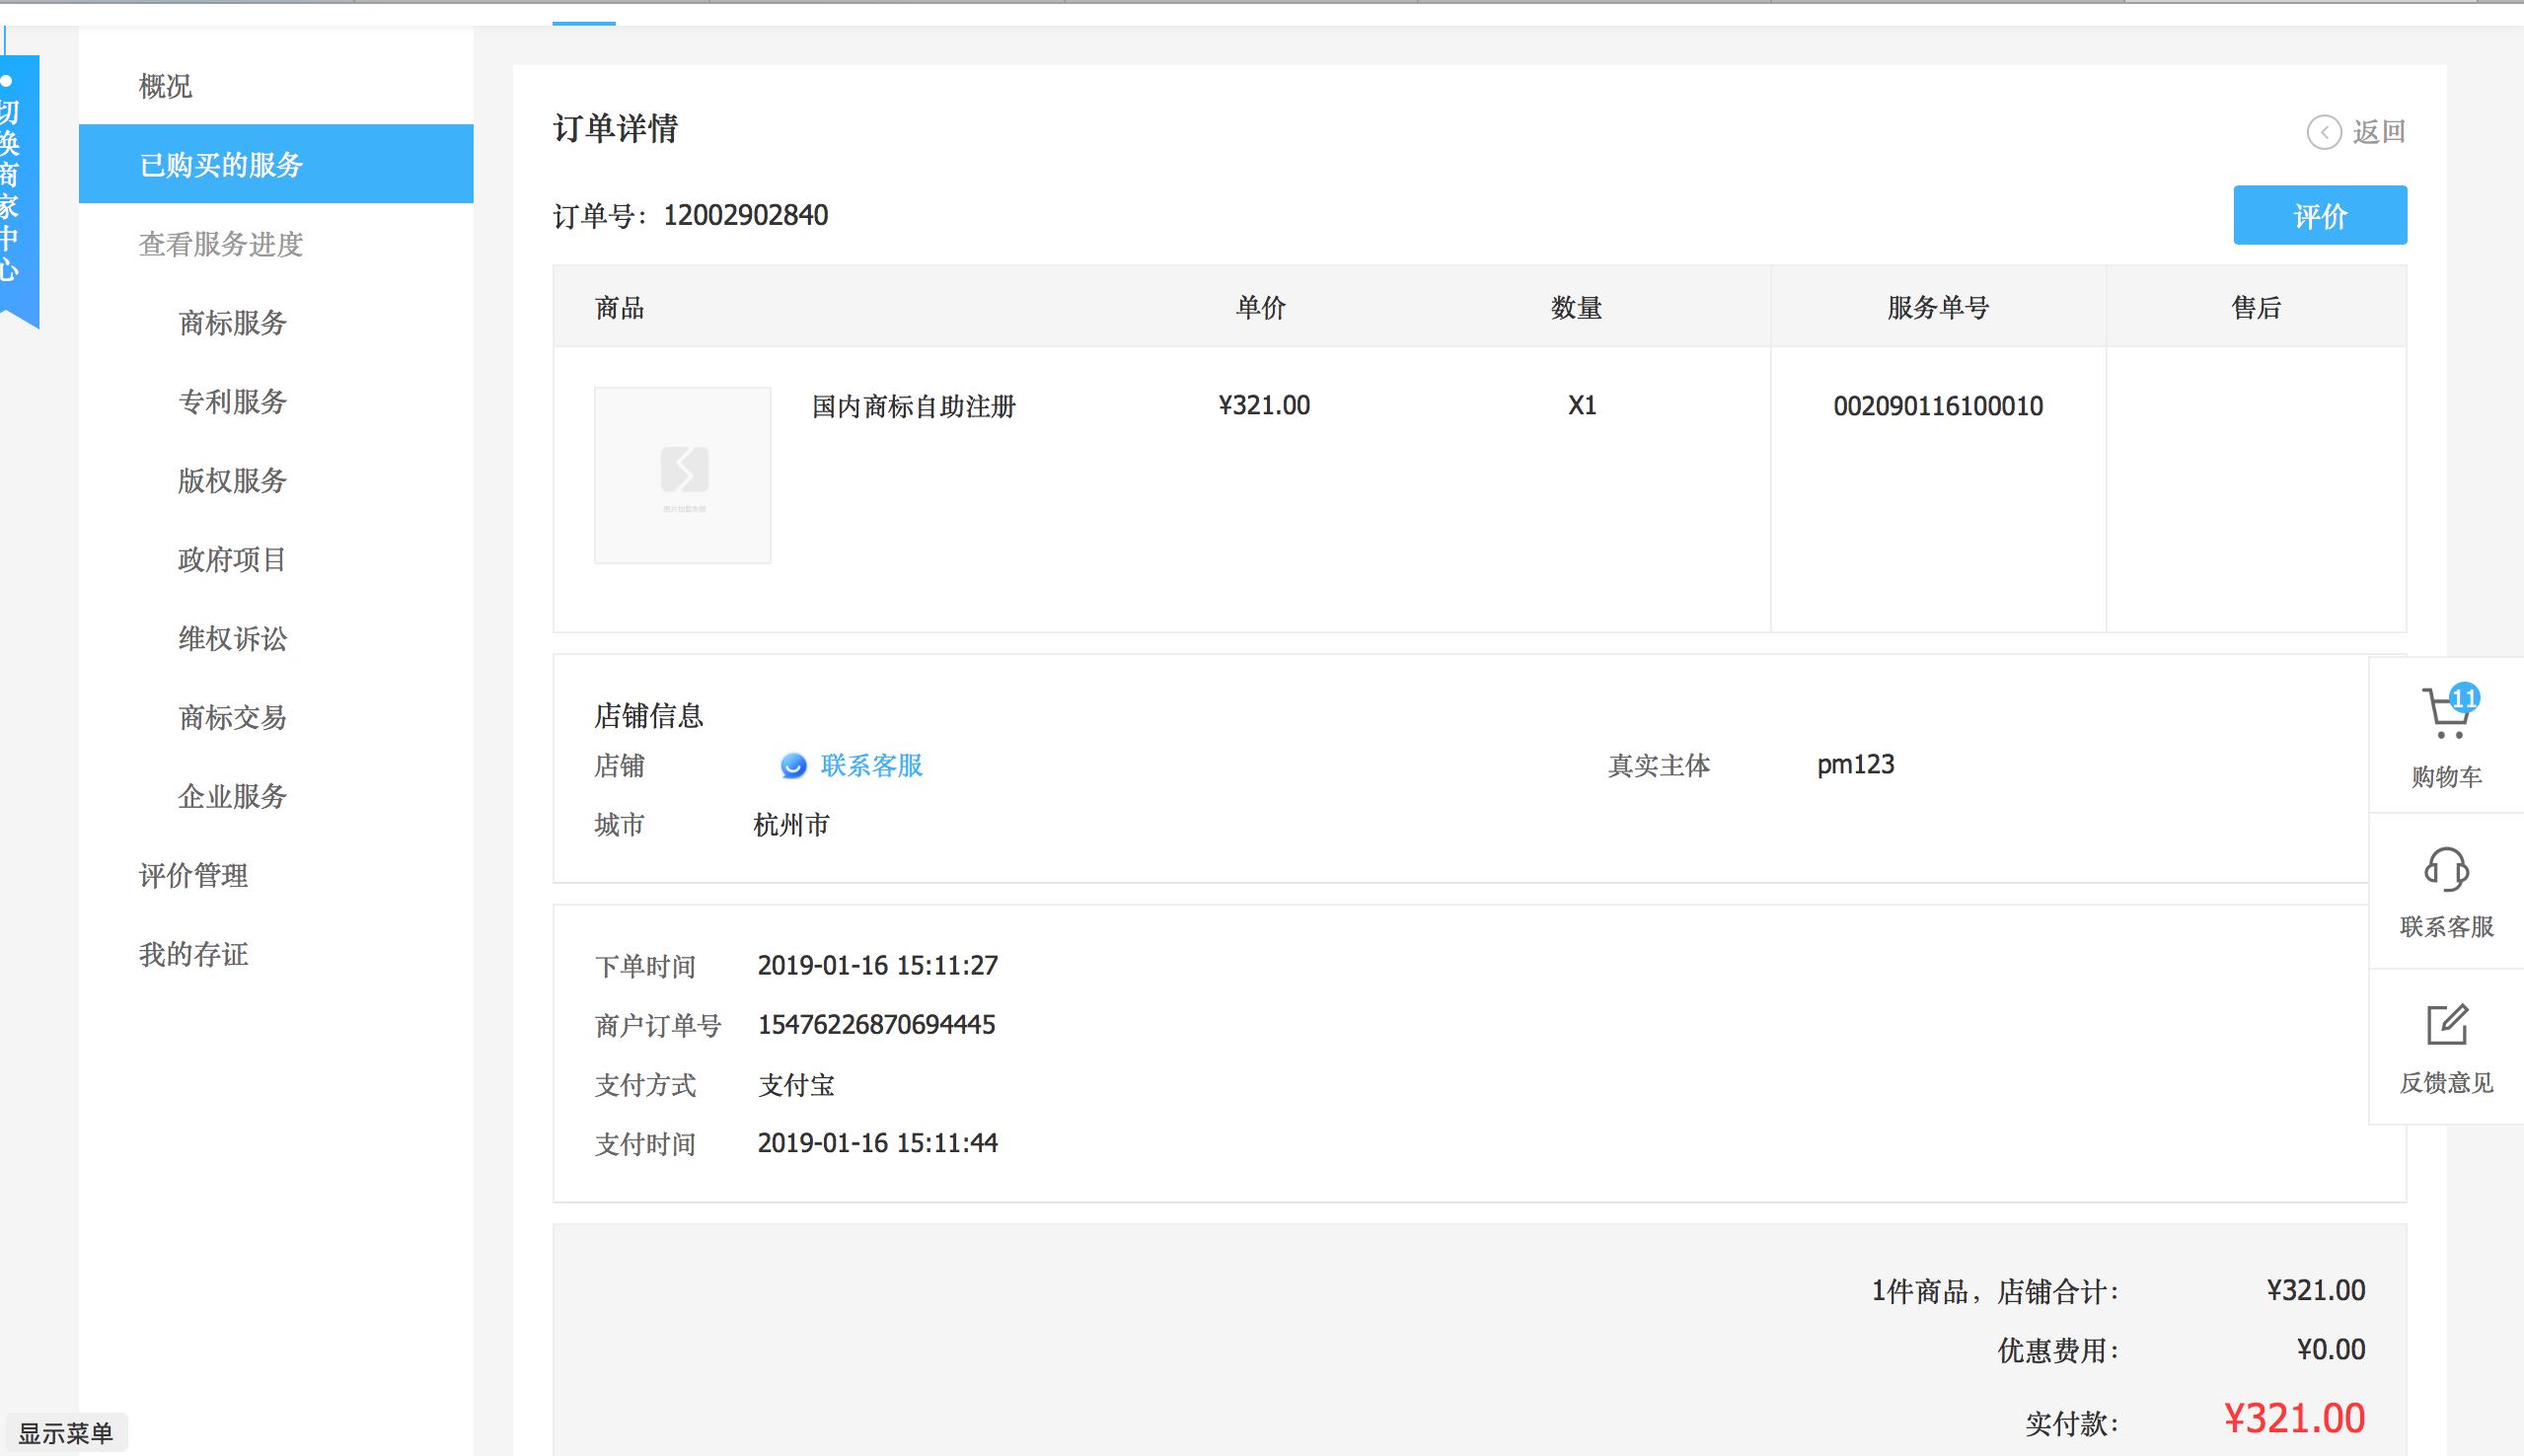 切换商家中心
概况
已购买的服务
查看服务进度
商标服务
专利服务
版权服务
政府项目
维权诉讼
商标交易
企业服务
评价管理
我的存证
显示菜单
订单详情
返回
订单号：12002902840
评价
商品 单价 数量 服务单号 售后
国内商标自助注册 ¥321.00 X1 002090116100010
图片加载失败
店铺信息
店铺 联系客服 真实主体 pm123
城市 杭州市
下单时间 2019-01-16 15:11:27
商户订单号 15476226870694445
支付方式 支付宝
支付时间 2019-01-16 15:11:44
1件商品，店铺合计： ¥321.00
优惠费用： ¥0.00
实付款： ¥321.00
11
购物车
联系客服
反馈意见